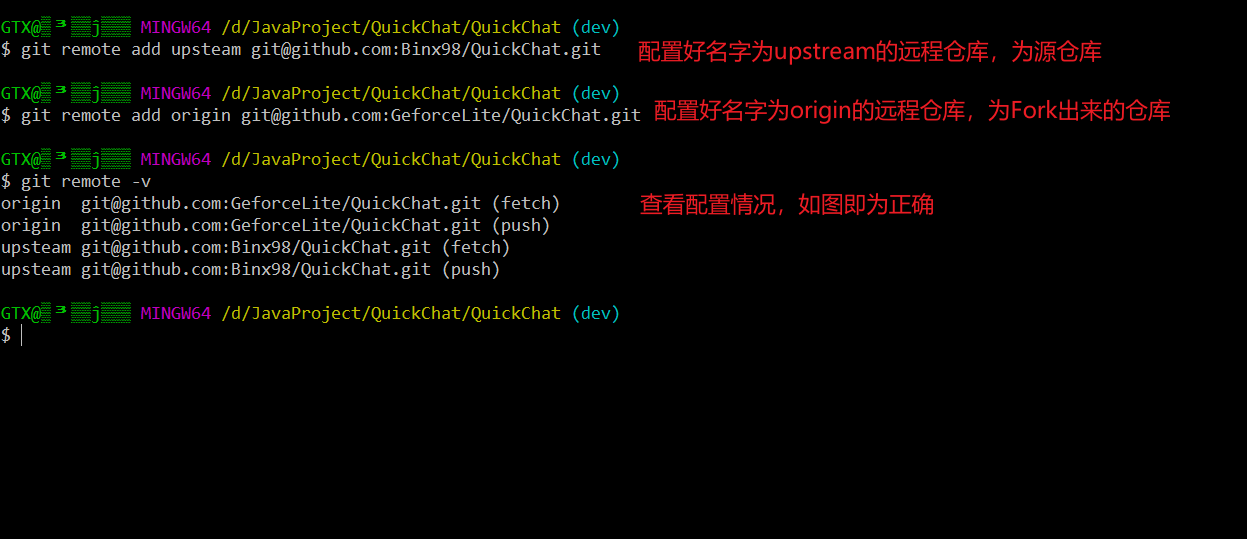 GTX@ MINGW64 /d/JavaProject/QuickChat/QuickChat (dev)
$ git remote add upsteam git@github.com:Binx98/QuickChat.git 配置好名字为upstream的远程仓库，为源仓库
GTX@ MINGW64 /d/JavaProject/QuickChat/QuickChat (dev)
$ git remote add origin git@github.com:GeforceLite/QuickChat.git 配置好名字为origin的远程仓库，为Fork出来的仓库
GTX@ MINGW64 /d/JavaProject/QuickChat/QuickChat (dev)
$ git remote -v
origin git@github.com:GeforceLite/QuickChat.git (fetch) 查看配置情况，如图即为正确
origin git@github.com:GeforceLite/QuickChat.git (push)
upsteam git@github.com:Binx98/QuickChat.git (fetch)
upsteam git@github.com:Binx98/QuickChat.git (push)
GTX@ MINGW64 /d/JavaProject/QuickChat/QuickChat (dev)
$